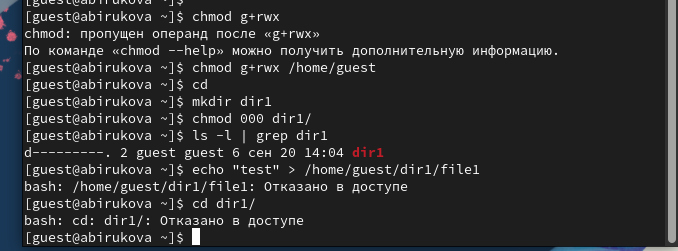 [guest@abirukova ~]$ chmod g+rwx
chmod: пропущен операнд после «g+rwx»
По команде «chmod --help» можно получить дополнительную информацию.
[guest@abirukova ~]$ chmod g+rwx /home/guest
[guest@abirukova ~]$ cd
[guest@abirukova ~]$ mkdir dir1
[guest@abirukova ~]$ chmod 000 dir1/
[guest@abirukova ~]$ ls -l | grep dir1
d---------. 2 guest guest 6 сен 20 14:04 dir1
[guest@abirukova ~]$ echo "test" > /home/guest/dir1/file1
bash: /home/guest/dir1/file1: Отказано в доступе
[guest@abirukova ~]$ cd dir1/
bash: cd: dir1/: Отказано в доступе
[guest@abirukova ~]$